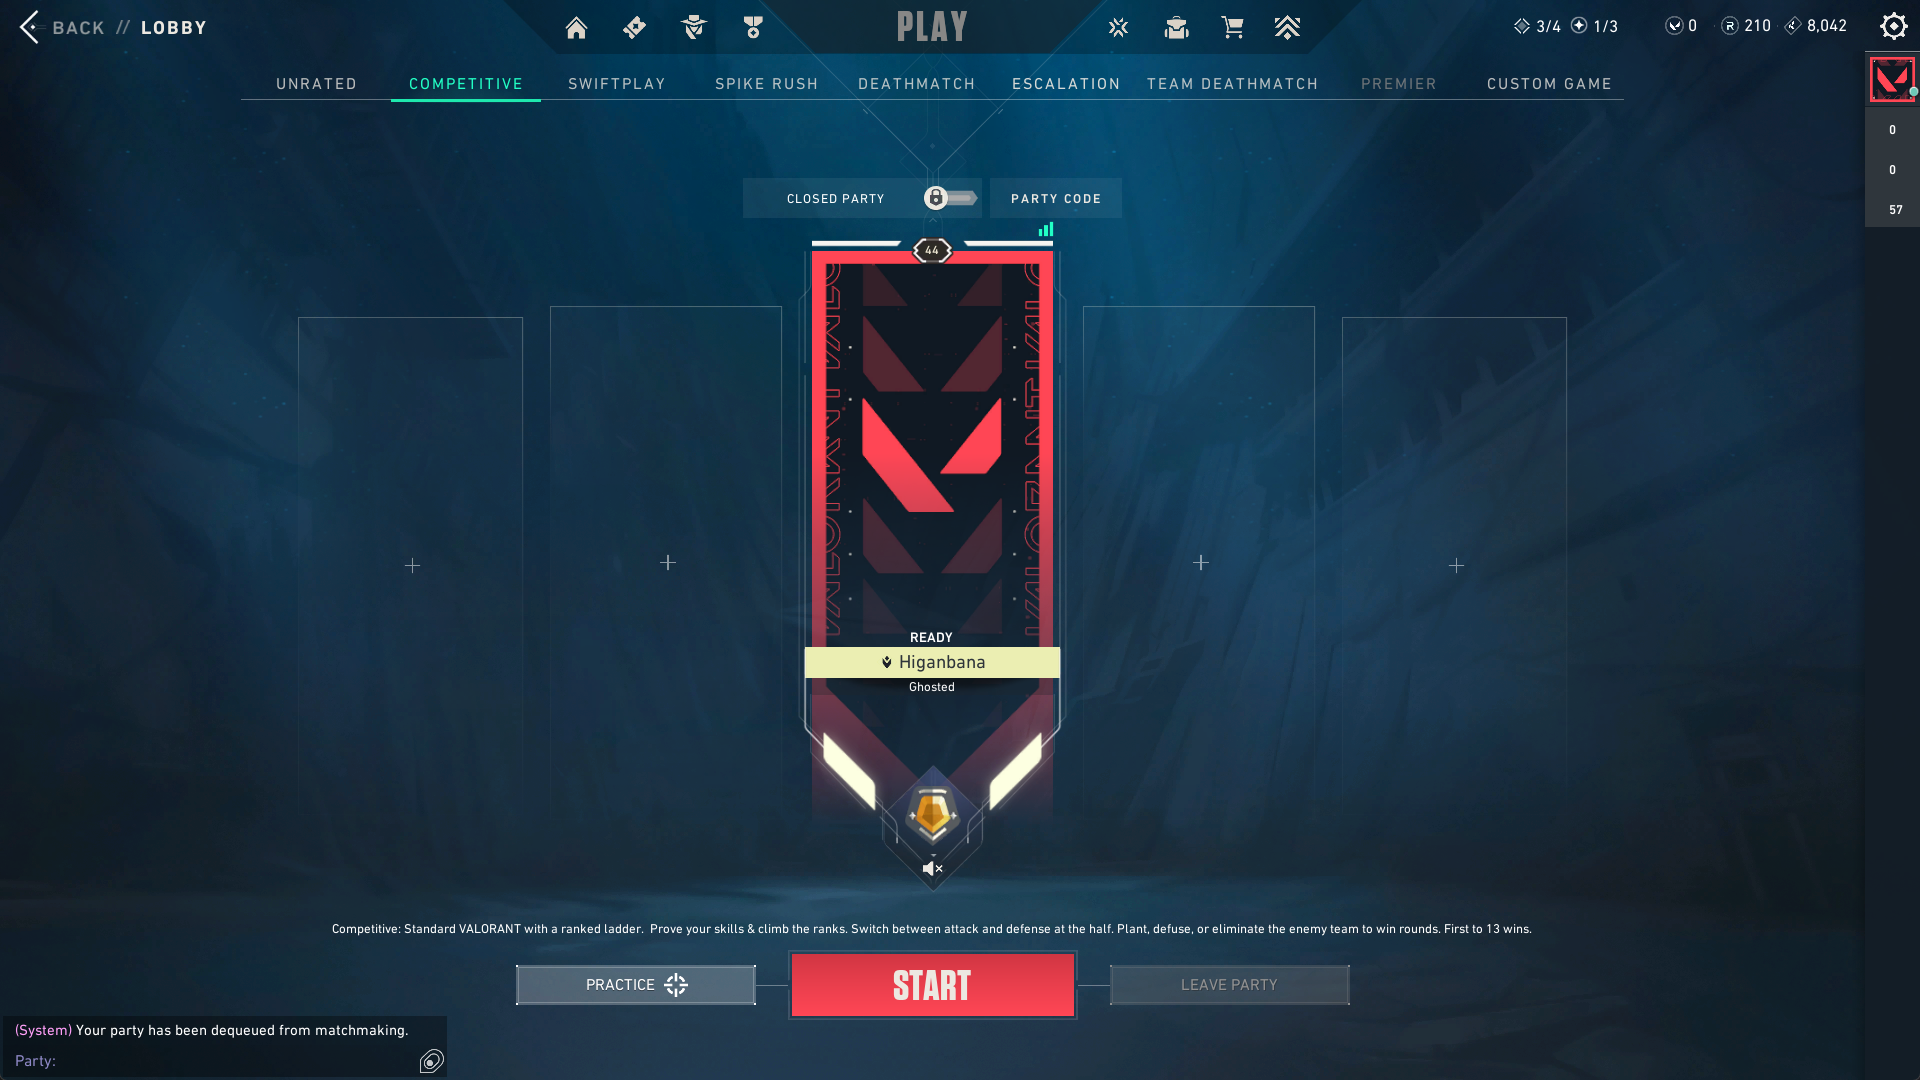 BACK // LOBBY
PLAY
3/4 1/3 0 210 8,042
UNRATED COMPETITIVE SWIFTPLAY SPIKE RUSH DEATHMATCH ESCALATION TEAM DEATHMATCH PREMIER CUSTOM GAME
0
0
57
CLOSED PARTY PARTY CODE
44
READY
Higanbana
Ghosted
Competitive: Standard VALORANT with a ranked ladder. Prove your skills & climb the ranks. Switch between attack and defense at the half. Plant, defuse, or eliminate the enemy team to win rounds. First to 13 wins.
PRACTICE START LEAVE PARTY
(System) Your party has been dequeued from matchmaking.
Party: